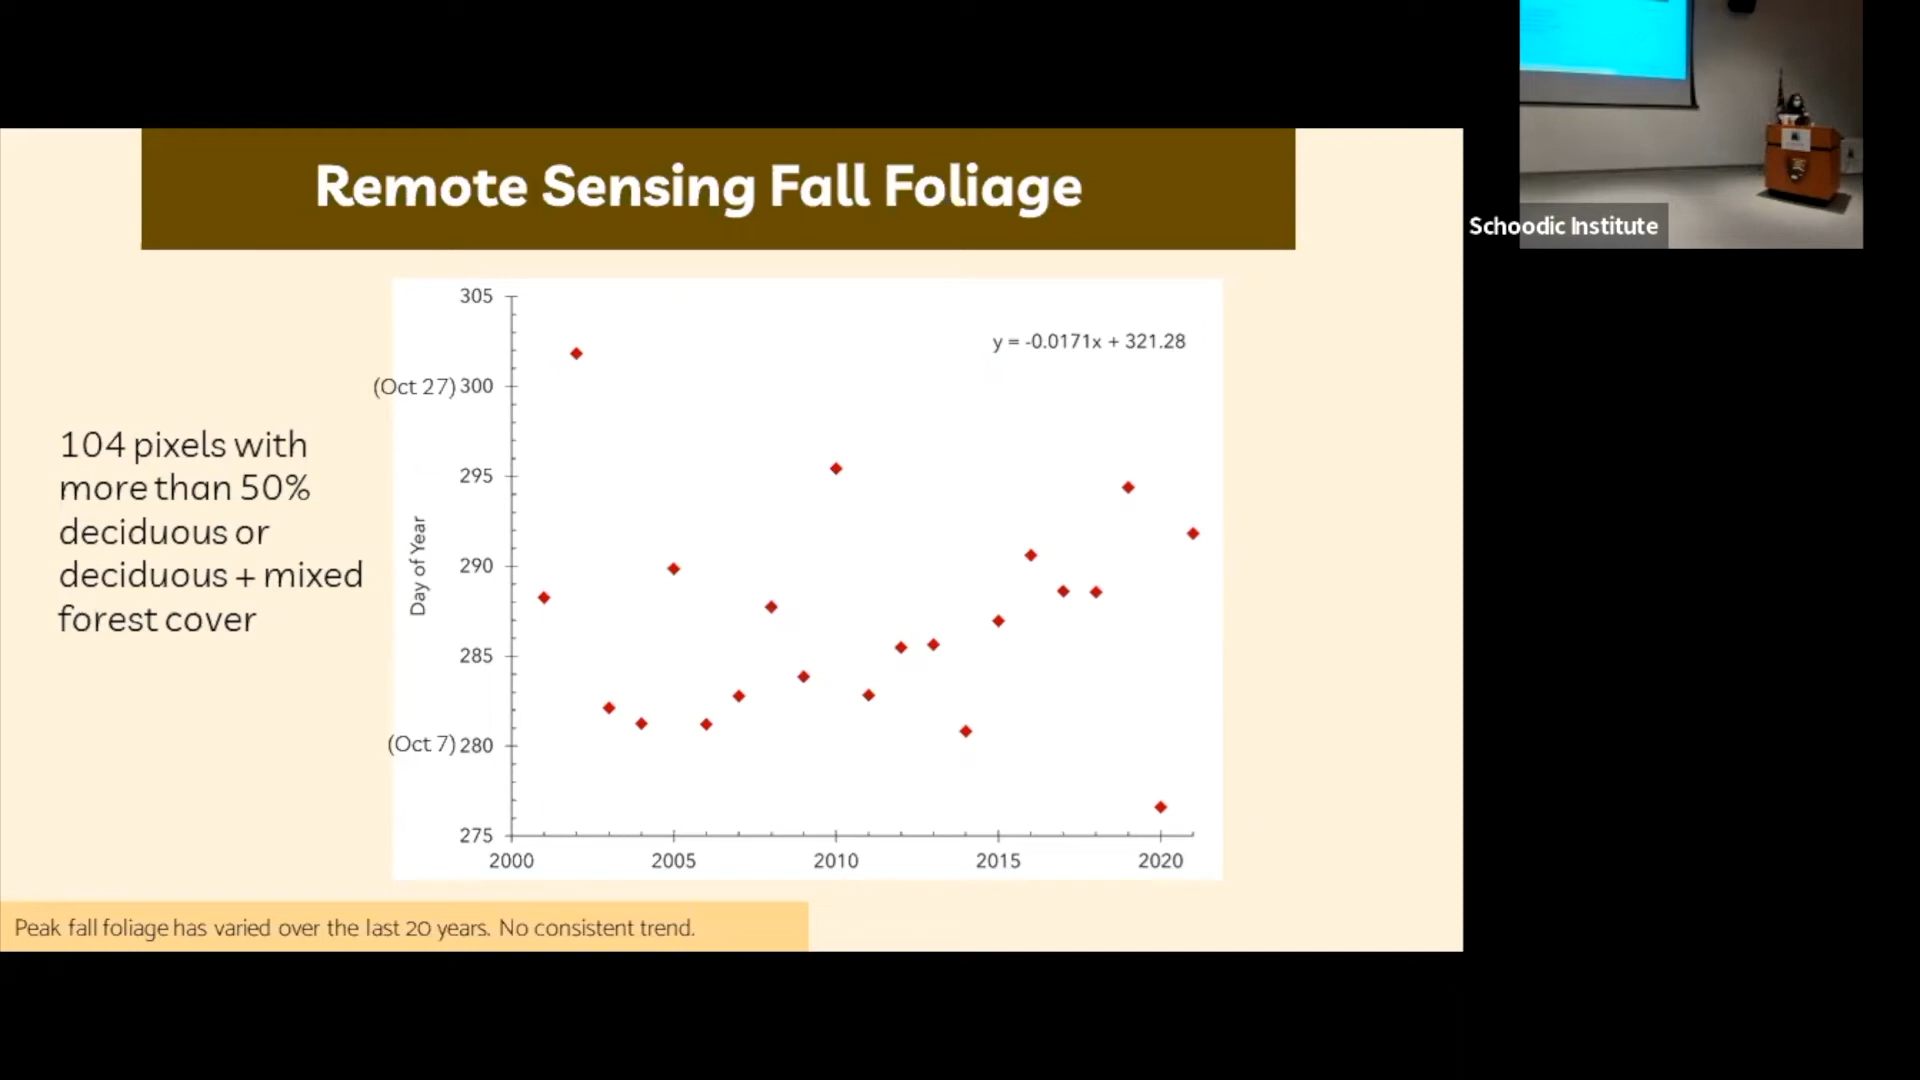 Remote Sensing Fall Foliage
Schoodic Institute
104 pixels with
more than 50%
deciduous or
deciduous + mixed
forest cover
y = -0.0171x + 321.28
Day of Year
305
(Oct 27) 300
295
290
285
(Oct 7) 280
275
2000 2005 2010 2015 2020
Peak fall foliage has varied over the last 20 years. No consistent trend.